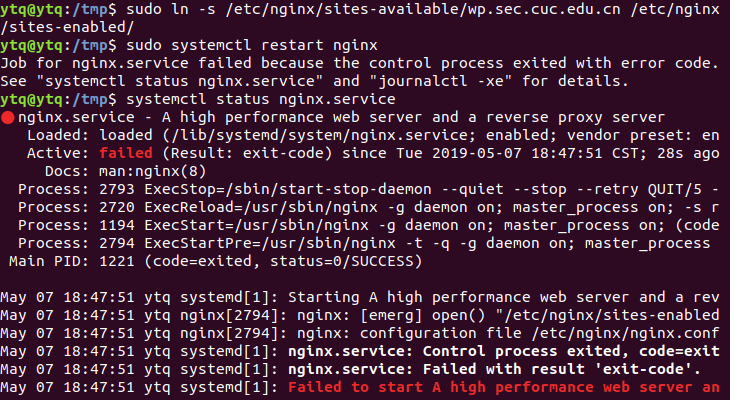 ytq@ytq:/tmp$ sudo ln -s /etc/nginx/sites-available/wp.sec.cuc.edu.cn /etc/nginx
/sites-enabled/
ytq@ytq:/tmp$ sudo systemctl restart nginx
Job for nginx.service failed because the control process exited with error code.
See "systemctl status nginx.service" and "journalctl -xe" for details.
ytq@ytq:/tmp$ systemctl status nginx.service
● nginx.service - A high performance web server and a reverse proxy server
   Loaded: loaded (/lib/systemd/system/nginx.service; enabled; vendor preset: en
   Active: failed (Result: exit-code) since Tue 2019-05-07 18:47:51 CST; 28s ago
     Docs: man:nginx(8)
  Process: 2793 ExecStop=/sbin/start-stop-daemon --quiet --stop --retry QUIT/5 -
  Process: 2720 ExecReload=/usr/sbin/nginx -g daemon on; master_process on; -s r
  Process: 1194 ExecStart=/usr/sbin/nginx -g daemon on; master_process on; (code
  Process: 2794 ExecStartPre=/usr/sbin/nginx -t -q -g daemon on; master_process
 Main PID: 1221 (code=exited, status=0/SUCCESS)
May 07 18:47:51 ytq systemd[1]: Starting A high performance web server and a rev
May 07 18:47:51 ytq nginx[2794]: nginx: [emerg] open() "/etc/nginx/sites-enabled
May 07 18:47:51 ytq nginx[2794]: nginx: configuration file /etc/nginx/nginx.conf
May 07 18:47:51 ytq systemd[1]: nginx.service: Control process exited, code=exit
May 07 18:47:51 ytq systemd[1]: nginx.service: Failed with result 'exit-code'.
May 07 18:47:51 ytq systemd[1]: Failed to start A high performance web server an